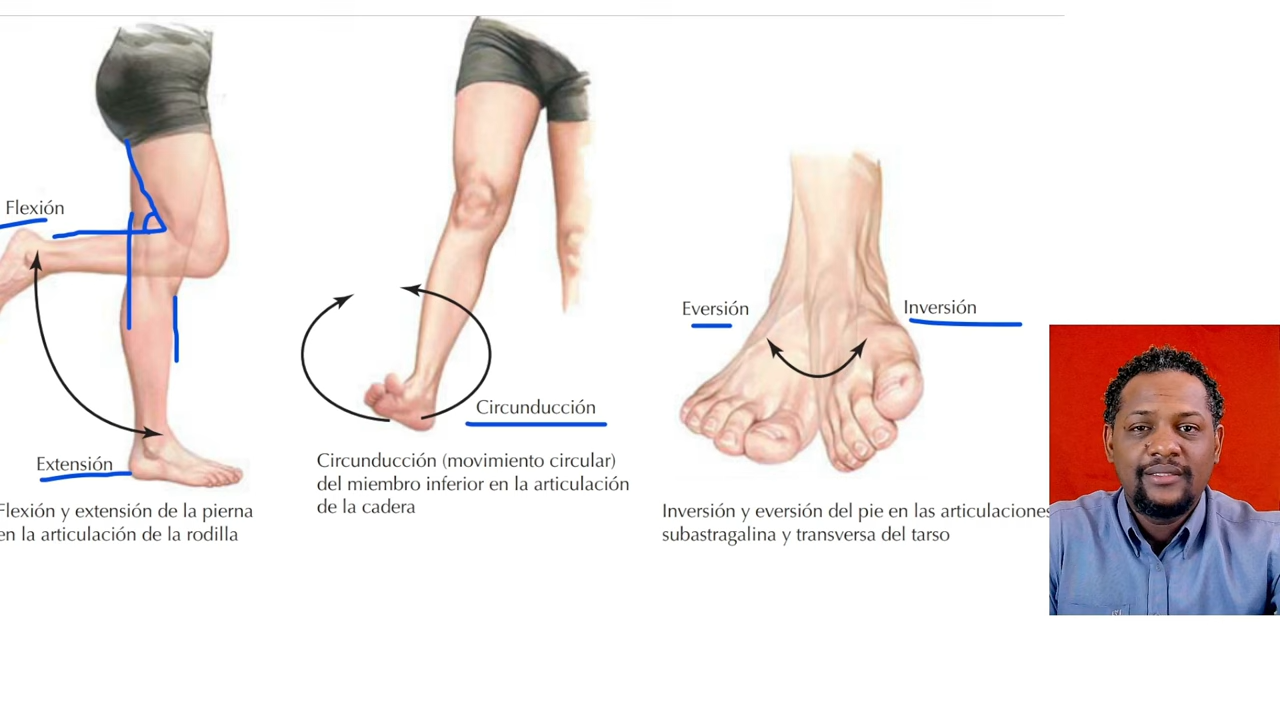 Flexión
Extensión
Flexión y extensión de la pierna
en la articulación de la rodilla
Circunducción
Circunducción (movimiento circular)
del miembro inferior en la articulación
de la cadera
Eversión
Inversión
Inversión y eversión del pie en las articulaciones
subastragalina y transversa del tarso